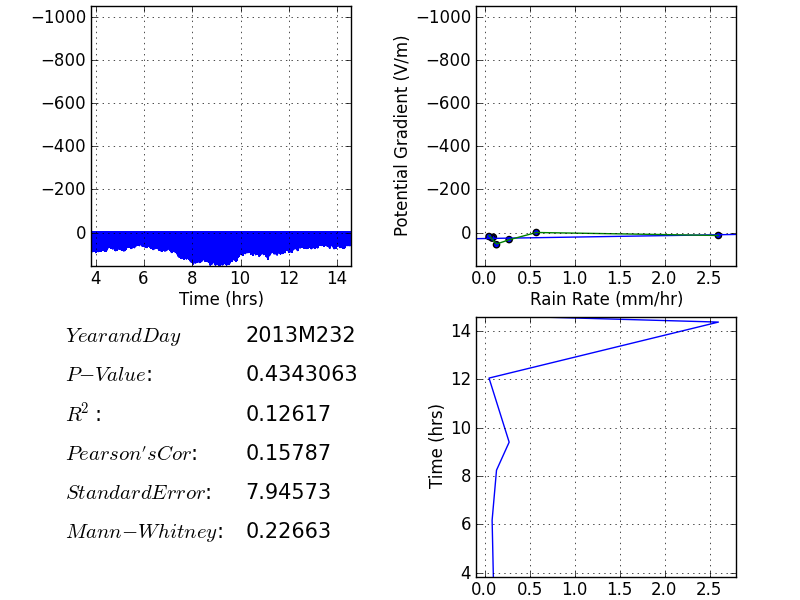 −1000
−800
−600
−400
−200
0
4 6 8 10 12 14
Time (hrs)
Potential Gradient (V/m)
−1000
−800
−600
−400
−200
0
0.0 0.5 1.0 1.5 2.0 2.5
Rain Rate (mm/hr)
YearandDay 2013M232
P−Value: 0.4343063
R² : 0.12617
Pearson'sCor: 0.15787
StandardError: 7.94573
Mann−Whitney: 0.22663
Time (hrs)
14
12
10
8
6
4
0.0 0.5 1.0 1.5 2.0 2.5